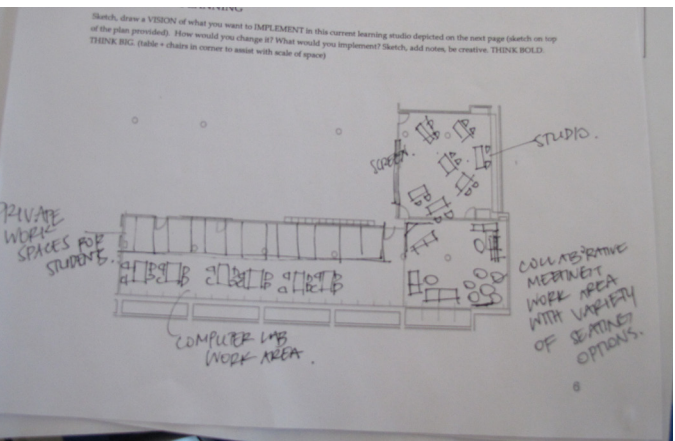 Sketch, draw a VISION of what you want to IMPLEMENT in this current learning studio depicted on the next page (sketch on top
of the plan provided). How would you change it? What would you implement? Sketch, add notes, be creative. THINK BOLD.
THINK BIG. (table + chairs in corner to assist with scale of space)
SCREEN.
STUDIO.
PRIVATE
WORK
SPACES FOR
STUDENTS.
COLLABORATIVE
MEETING +
WORK AREA
WITH VARIETY
OF SEATING
OPTIONS.
COMPUTER LAB
WORK AREA.
6